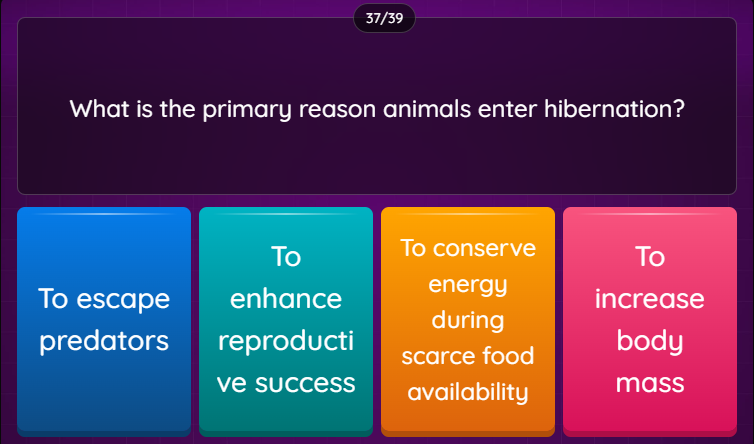 37/39
What is the primary reason animals enter hibernation?
To escape
predators
To
enhance
reproducti
ve success
To conserve
energy
during
scarce food
availability
To
increase
body
mass